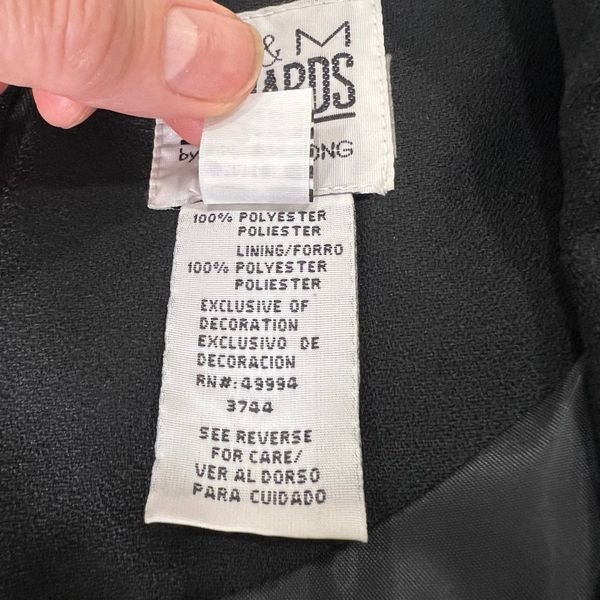 &
by
100% POLYESTER
POLIESTER
LINING/FORRO
100% POLYESTER
POLIESTER
EXCLUSIVE OF
DECORATION
EXCLUSIVO DE
DECORACION
RN#: 49994
3744
SEE REVERSE
FOR CARE/
VER AL DORSO
PARA CUIDADO